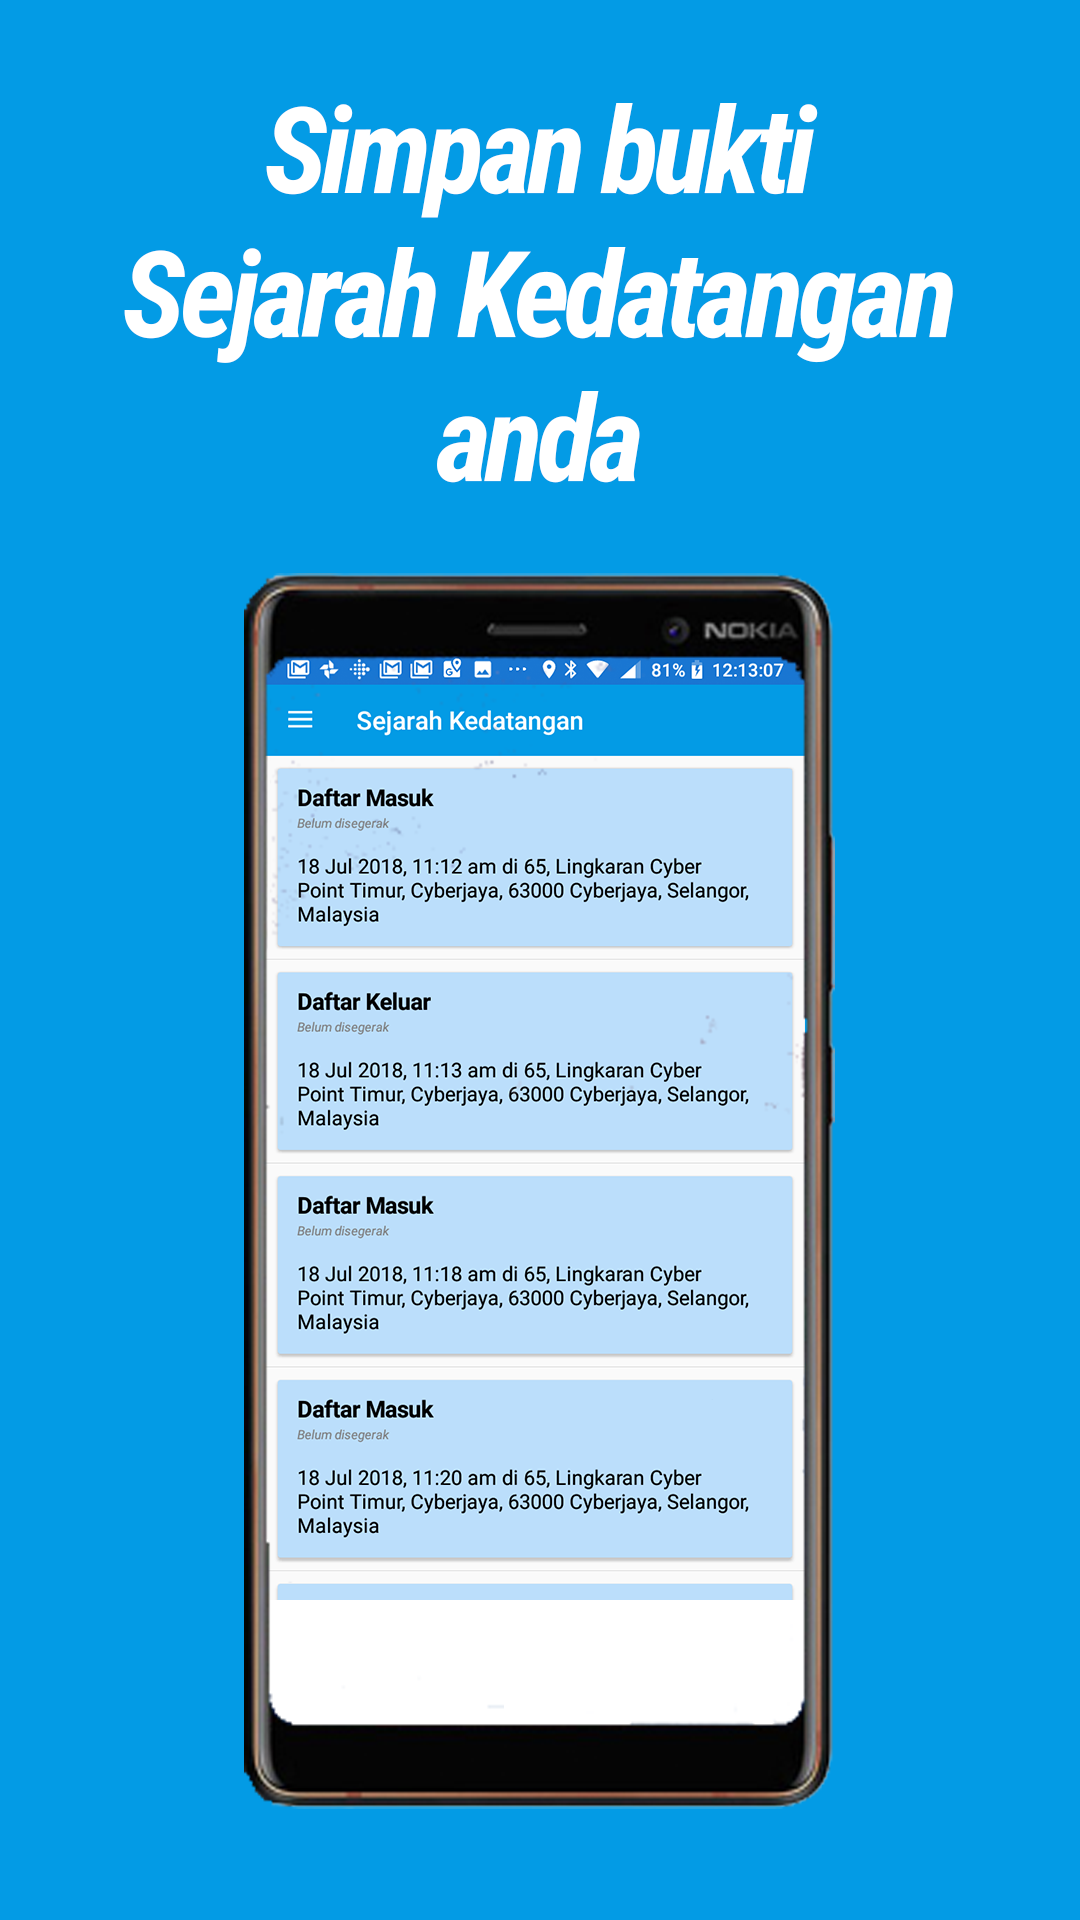 Simpan bukti
Sejarah Kedatangan
anda
NOKIA
81% 12:13:07
Sejarah Kedatangan
Daftar Masuk
Belum disegerak
18 Jul 2018, 11:12 am di 65, Lingkaran Cyber
Point Timur, Cyberjaya, 63000 Cyberjaya, Selangor,
Malaysia
Daftar Keluar
Belum disegerak
18 Jul 2018, 11:13 am di 65, Lingkaran Cyber
Point Timur, Cyberjaya, 63000 Cyberjaya, Selangor,
Malaysia
Daftar Masuk
Belum disegerak
18 Jul 2018, 11:18 am di 65, Lingkaran Cyber
Point Timur, Cyberjaya, 63000 Cyberjaya, Selangor,
Malaysia
Daftar Masuk
Belum disegerak
18 Jul 2018, 11:20 am di 65, Lingkaran Cyber
Point Timur, Cyberjaya, 63000 Cyberjaya, Selangor,
Malaysia